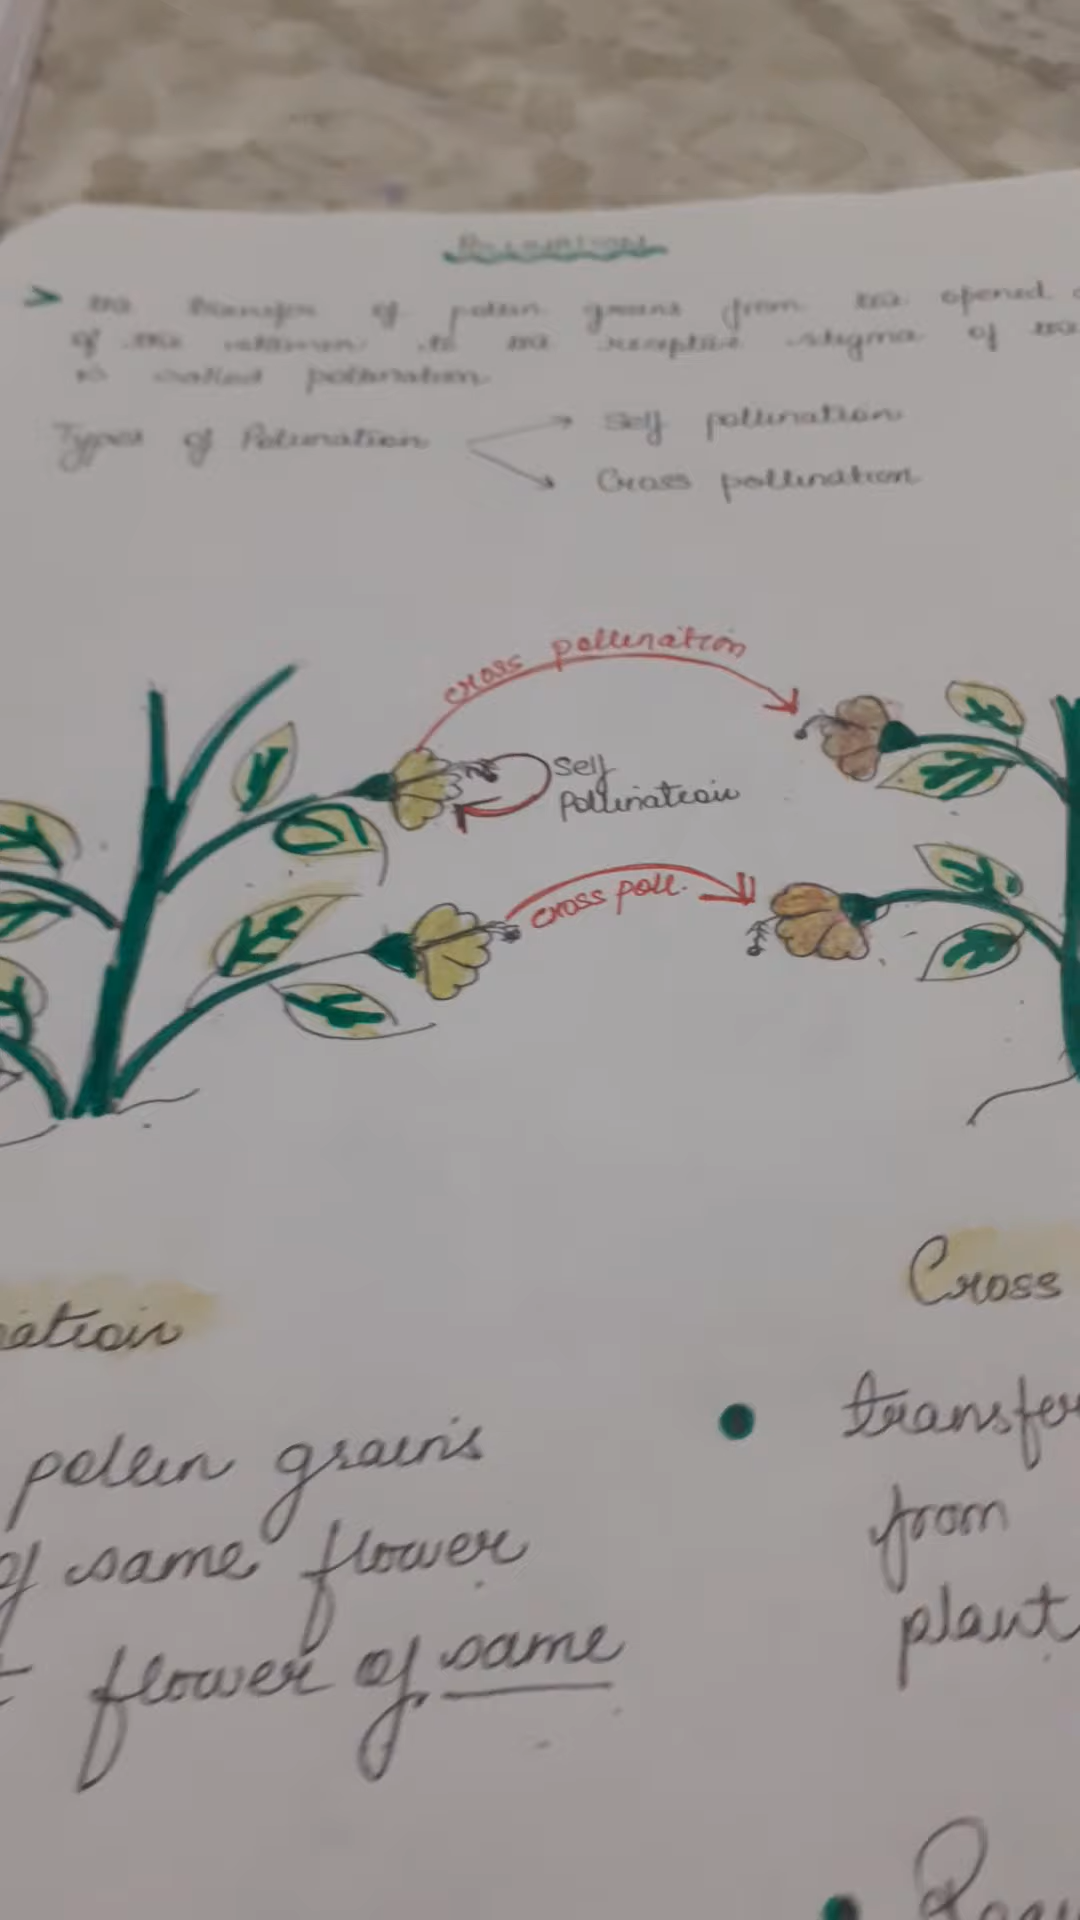 Pollination
> The transfer of pollen grains from the opened
of the stamen to the receptive stigma of the
is called pollination
Types of Pollination → Self pollination
→ Cross pollination
cross pollination
Self
Pollination
cross poll.
Cross
pollen grains
of same flower
flower of same
• transfer
from
plant